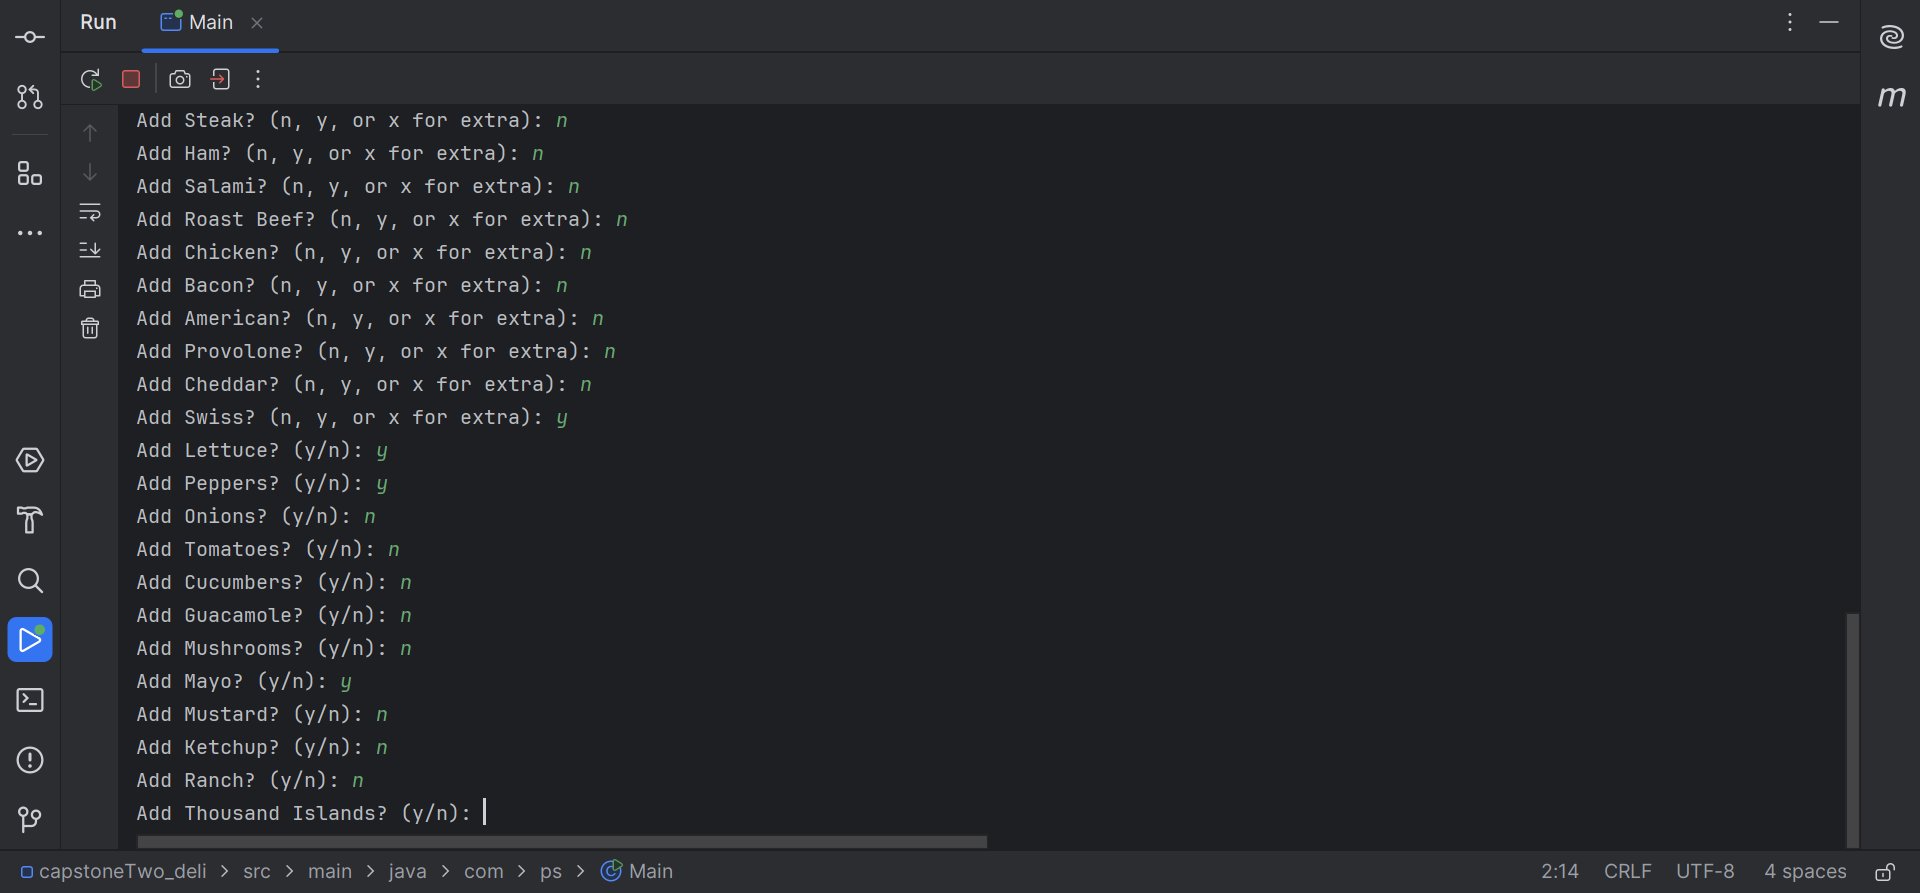 Run Main
Add Steak? (n, y, or x for extra): n
Add Ham? (n, y, or x for extra): n
Add Salami? (n, y, or x for extra): n
Add Roast Beef? (n, y, or x for extra): n
Add Chicken? (n, y, or x for extra): n
Add Bacon? (n, y, or x for extra): n
Add American? (n, y, or x for extra): n
Add Provolone? (n, y, or x for extra): n
Add Cheddar? (n, y, or x for extra): n
Add Swiss? (n, y, or x for extra): y
Add Lettuce? (y/n): y
Add Peppers? (y/n): y
Add Onions? (y/n): n
Add Tomatoes? (y/n): n
Add Cucumbers? (y/n): n
Add Guacamole? (y/n): n
Add Mushrooms? (y/n): n
Add Mayo? (y/n): y
Add Mustard? (y/n): n
Add Ketchup? (y/n): n
Add Ranch? (y/n): n
Add Thousand Islands? (y/n):
m
capstoneTwo_deli > src > main > java > com > ps > Main 2:14 CRLF UTF-8 4 spaces